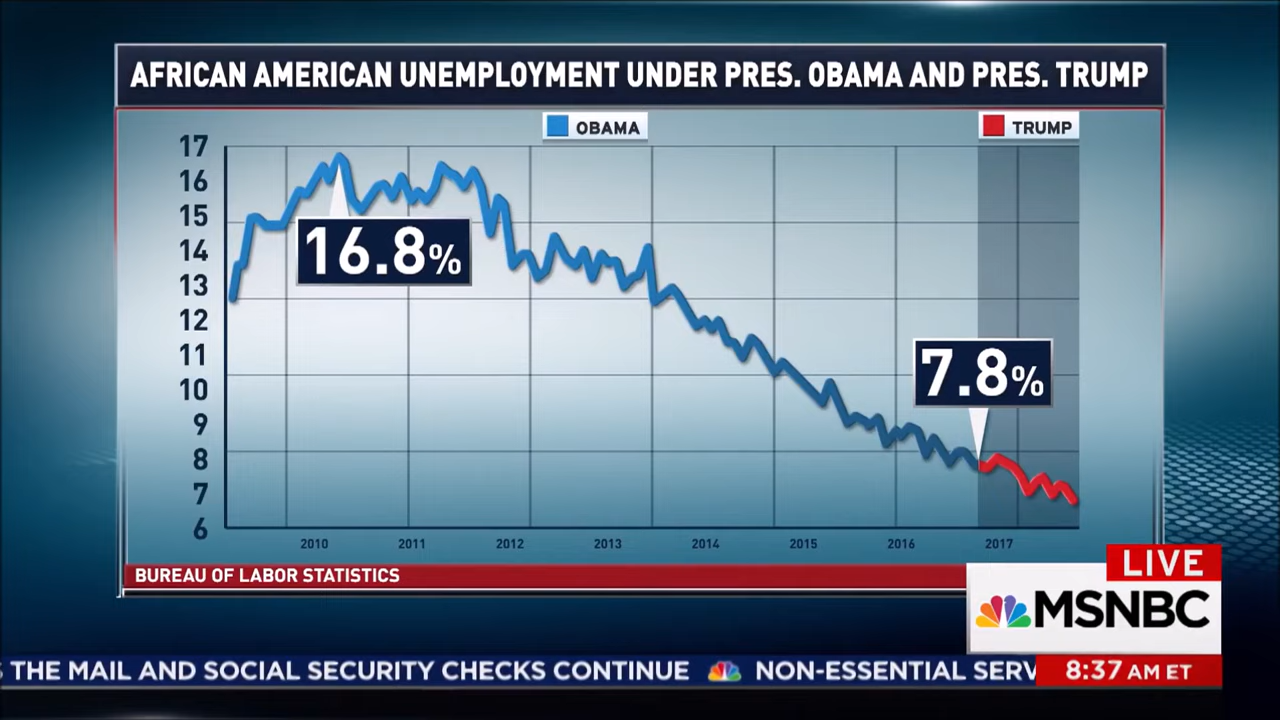 AFRICAN AMERICAN UNEMPLOYMENT UNDER PRES. OBAMA AND PRES. TRUMP
OBAMA
TRUMP
17
16
15
14
13
12
11
10
9
8
7
6
16.8%
7.8%
2010 2011 2012 2013 2014 2015 2016 2017
BUREAU OF LABOR STATISTICS
LIVE
MSNBC
S THE MAIL AND SOCIAL SECURITY CHECKS CONTINUE NON-ESSENTIAL SERV
8:37 AM ET